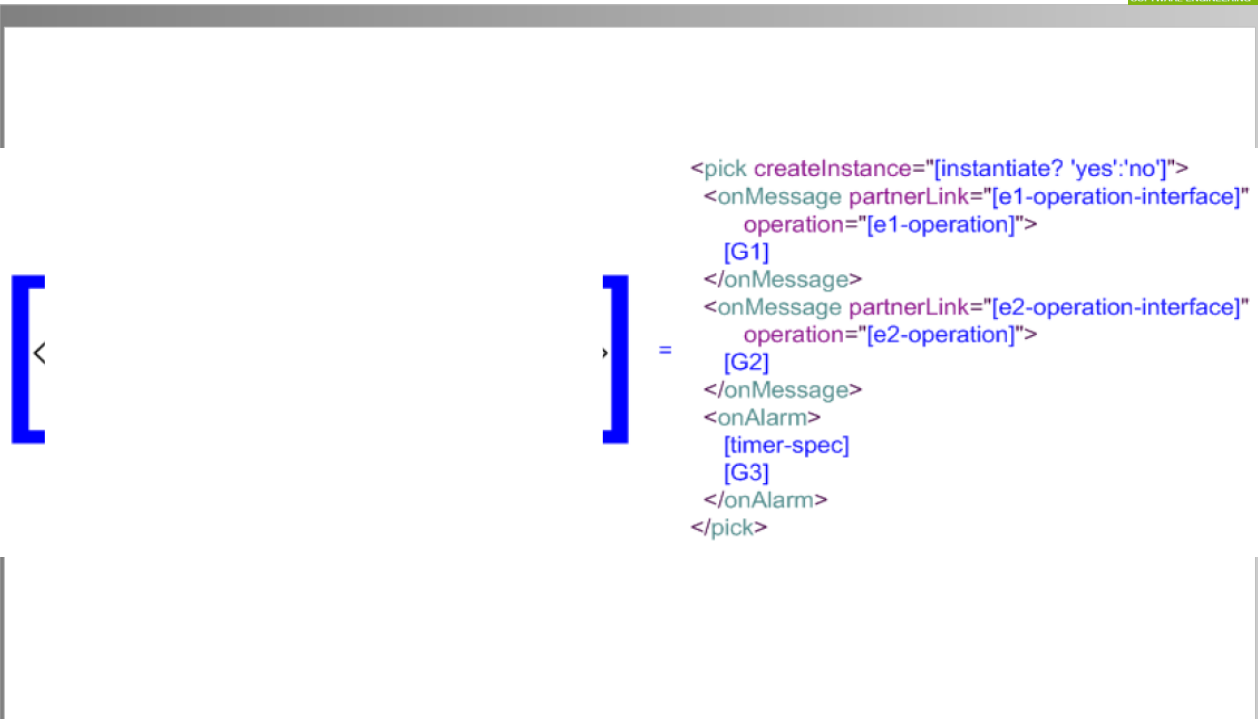 <pick createInstance="[instantiate? 'yes':'no']">
<onMessage partnerLink="[e1-operation-interface]"
operation="[e1-operation]">
[G1]
</onMessage>
<onMessage partnerLink="[e2-operation-interface]"
operation="[e2-operation]">
[G2]
</onMessage>
<onAlarm>
[timer-spec]
[G3]
</onAlarm>
</pick>
[ ] =